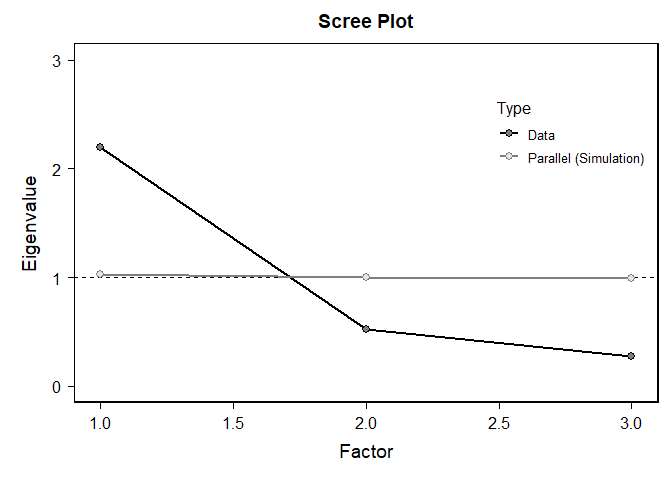 Scree Plot
3
2
1
0
Eigenvalue
Type
Data
Parallel (Simulation)
1.0 1.5 2.0 2.5 3.0
Factor